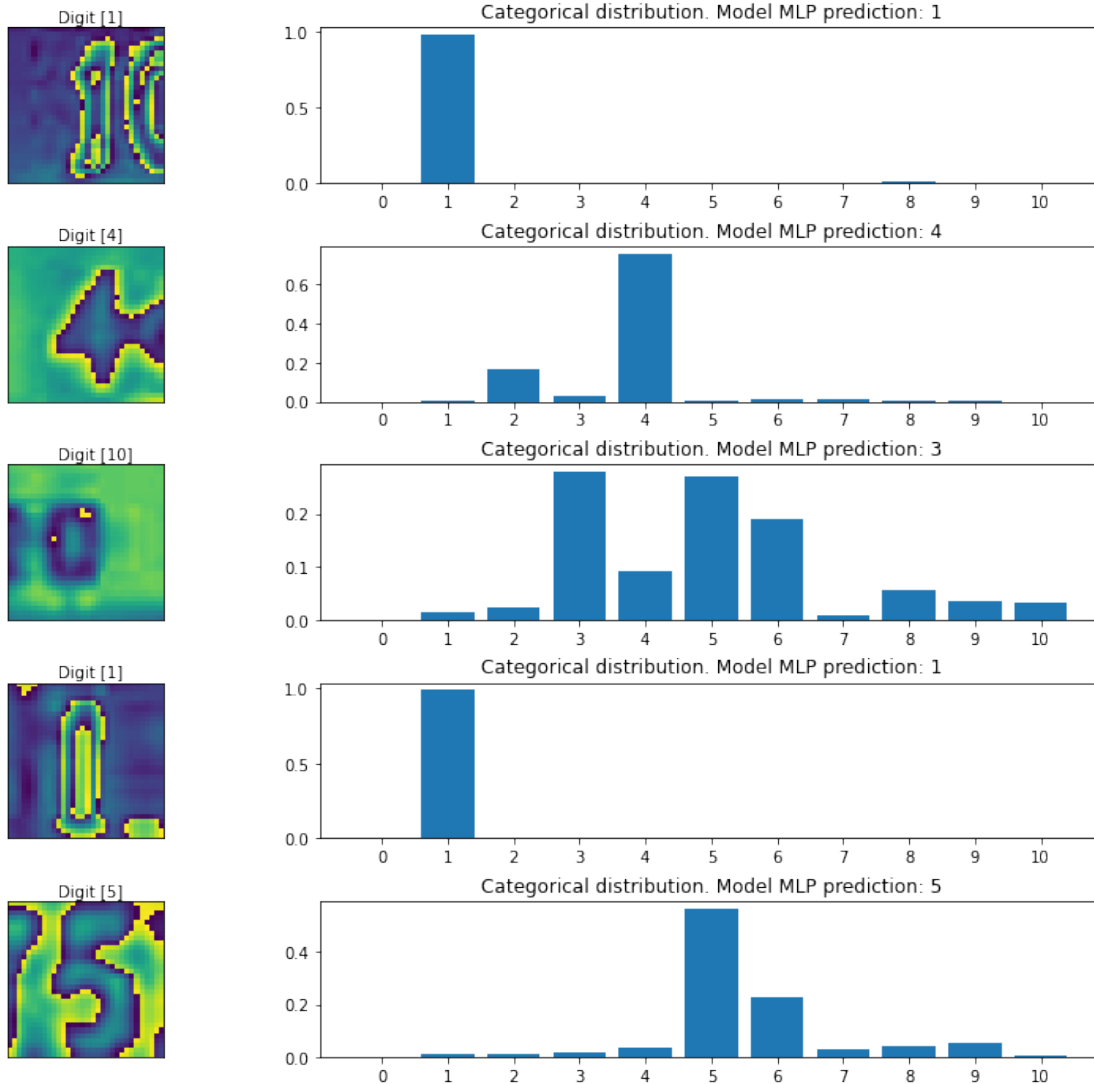 Digit [1]
Categorical distribution. Model MLP prediction: 1
1.0
0.5
0.0
0 1 2 3 4 5 6 7 8 9 10
Digit [4]
Categorical distribution. Model MLP prediction: 4
0.6
0.4
0.2
0.0
0 1 2 3 4 5 6 7 8 9 10
Digit [10]
Categorical distribution. Model MLP prediction: 3
0.2
0.1
0.0
0 1 2 3 4 5 6 7 8 9 10
Digit [1]
Categorical distribution. Model MLP prediction: 1
1.0
0.5
0.0
0 1 2 3 4 5 6 7 8 9 10
Digit [5]
Categorical distribution. Model MLP prediction: 5
5
0.4
0.2
0.0
0 1 2 3 4 5 6 7 8 9 10